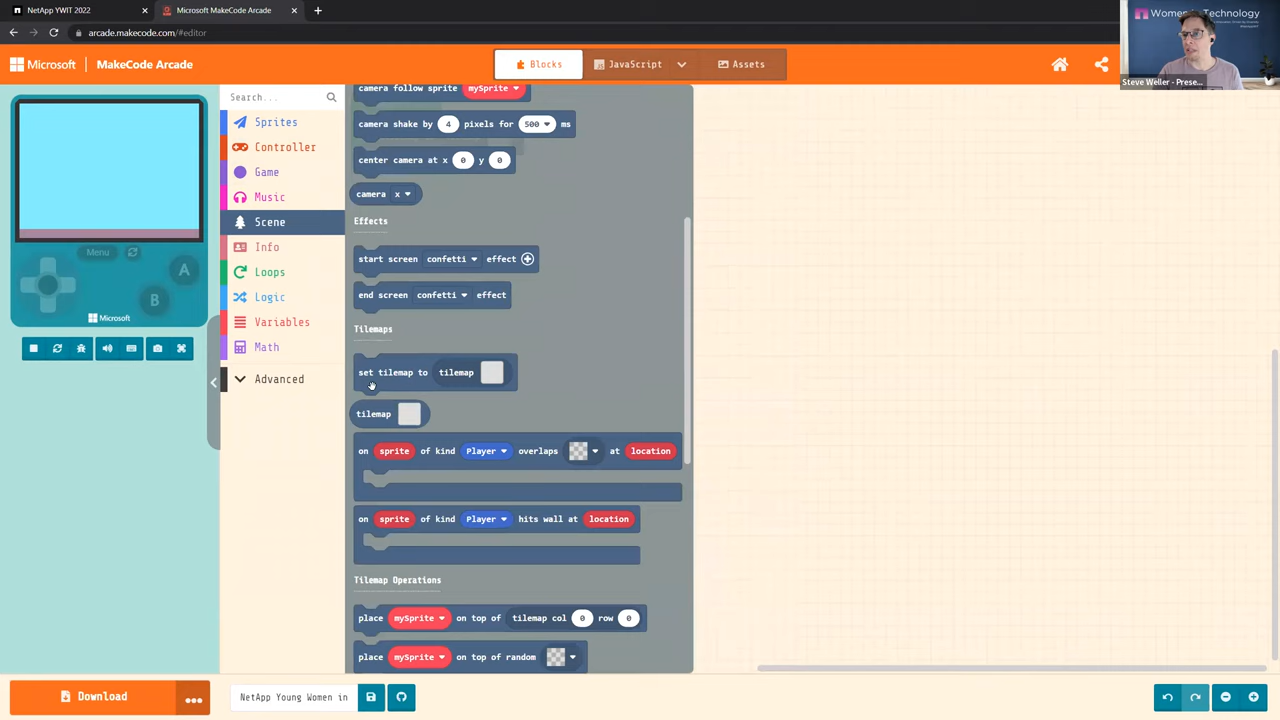 NetApp YWIT 2022
Microsoft MakeCode Arcade
arcade.makecode.com/#editor
Women in Technology
Steve Weller - Prese...
Microsoft
MakeCode Arcade
Blocks
JavaScript
Assets
Menu
A
B
Microsoft
Search...
Sprites
Controller
Game
Music
Scene
Info
Loops
Logic
Variables
Math
Advanced
camera follow sprite mySprite
camera shake by 4 pixels for 500 ms
center camera at x 0 y 0
camera x
Effects
start screen confetti effect
end screen confetti effect
Tilemaps
set tilemap to tilemap
tilemap
on sprite of kind Player overlaps at location
on sprite of kind Player hits wall at location
Tilemap Operations
place mySprite on top of tilemap col 0 row 0
place mySprite on top of random
Download
NetApp Young Women in